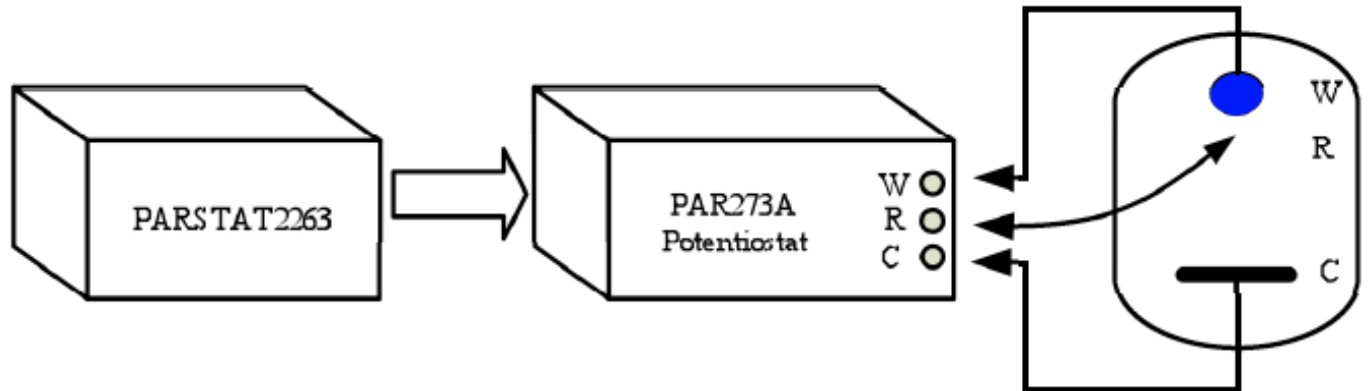 PARSTAT2263
PAR273A
Potentiostat
W
R
C
W
R
C